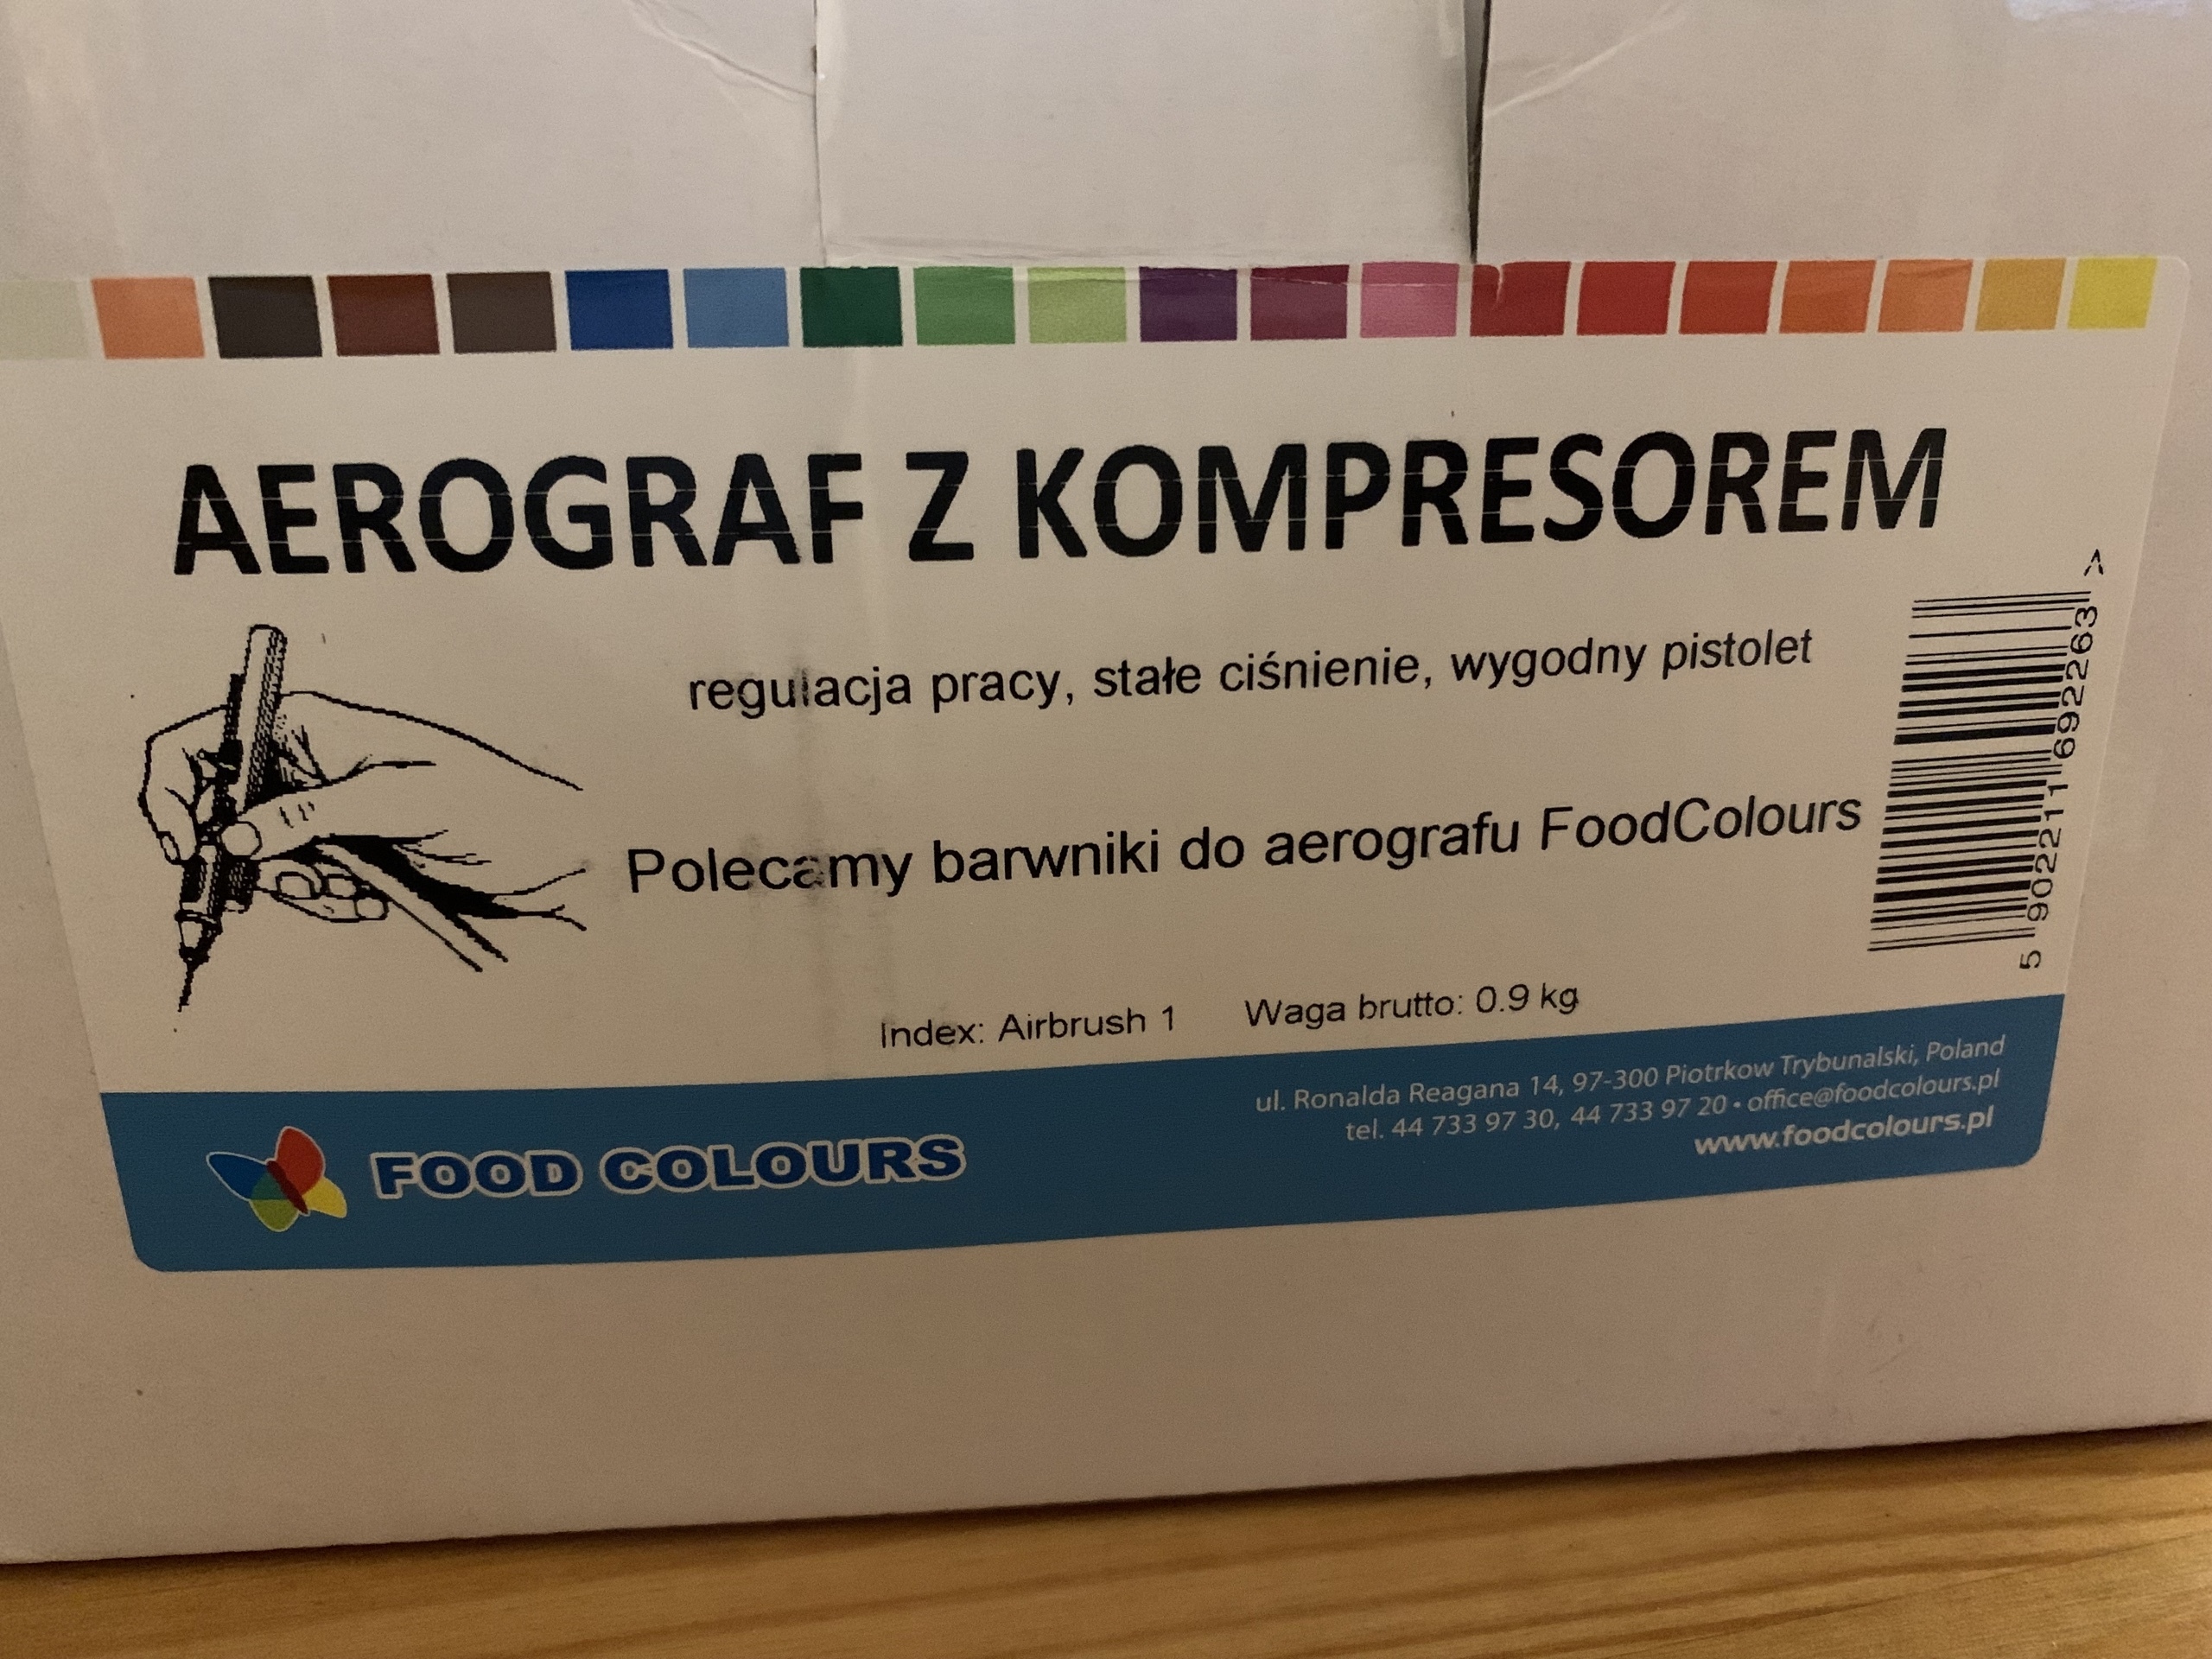 AEROGRAF Z KOMPRESOREM
regulacja pracy, stałe ciśnienie, wygodny pistolet
Polecamy barwniki do aerografu FoodColours
5 902211 692263 >
Index: Airbrush 1 Waga brutto: 0.9 kg
FOOD COLOURS
ul. Ronalda Reagana 14, 97-300 Piotrkow Trybunalski, Poland
tel. 44 733 97 30, 44 733 97 20 • office@foodcolours.pl
www.foodcolours.pl